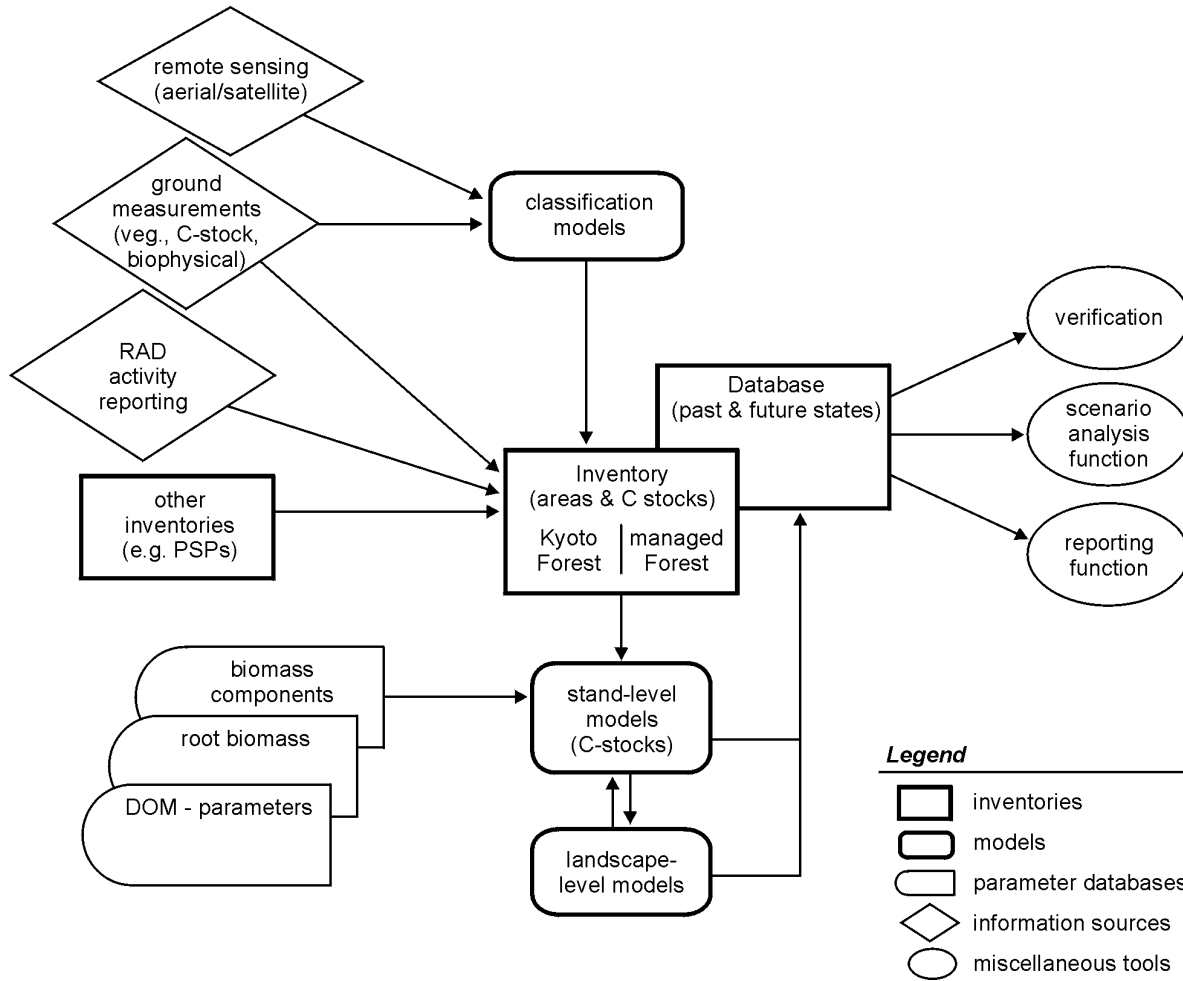 remote sensing
(aerial/satellite)
ground
measurements
(veg., C-stock,
biophysical)
classification
models
RAD
activity
reporting
other
inventories
(e.g. PSPs)
Database
(past & future states)
Inventory
(areas & C stocks)
Kyoto
Forest
managed
Forest
verification
scenario
analysis
function
reporting
function
biomass
components
root biomass
DOM - parameters
stand-level
models
(C-stocks)
landscape-
level models
Legend
inventories
models
parameter databases
information sources
miscellaneous tools